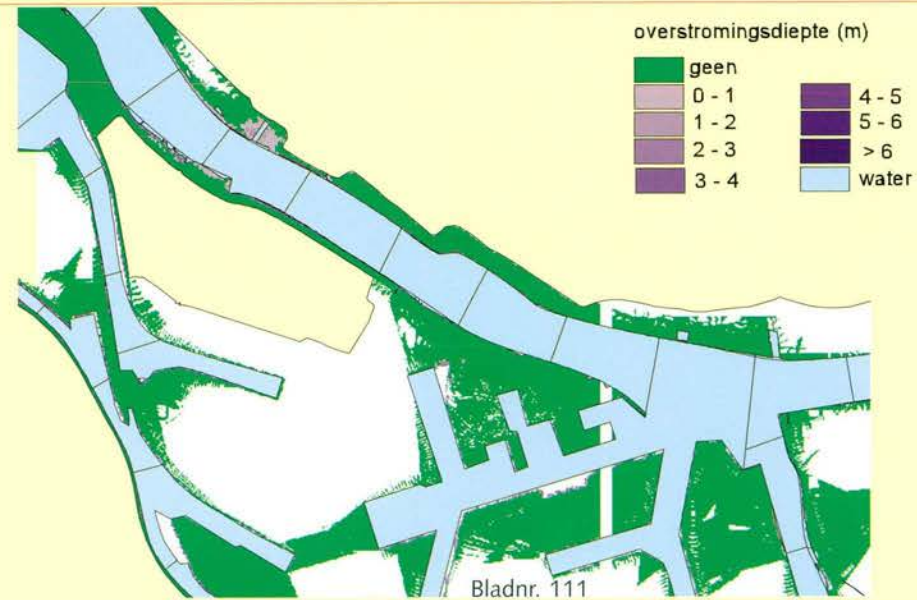 overstromingsdiepte (m)
geen
0 - 1
1 - 2
2 - 3
3 - 4
4 - 5
5 - 6
> 6
water
Bladnr. 111